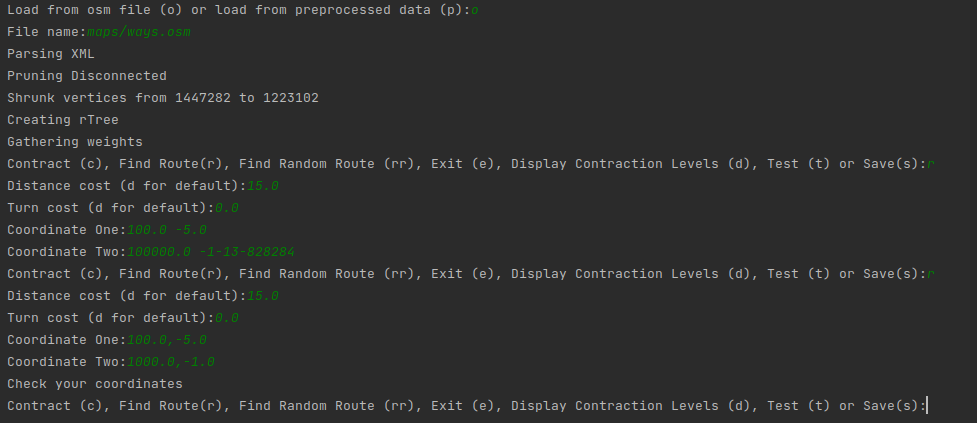 Load from osm file (o) or load from preprocessed data (p):o
File name:maps/ways.osm
Parsing XML
Pruning Disconnected
Shrunk vertices from 1447282 to 1223102
Creating rTree
Gathering weights
Contract (c), Find Route(r), Find Random Route (rr), Exit (e), Display Contraction Levels (d), Test (t) or Save(s):r
Distance cost (d for default):15.0
Turn cost (d for default):0.0
Coordinate One:100.0 -5.0
Coordinate Two:100000.0 -1-13-828284
Contract (c), Find Route(r), Find Random Route (rr), Exit (e), Display Contraction Levels (d), Test (t) or Save(s):r
Distance cost (d for default):15.0
Turn cost (d for default):0.0
Coordinate One:100.0,-5.0
Coordinate Two:1000.0,-1.0
Check your coordinates
Contract (c), Find Route(r), Find Random Route (rr), Exit (e), Display Contraction Levels (d), Test (t) or Save(s):